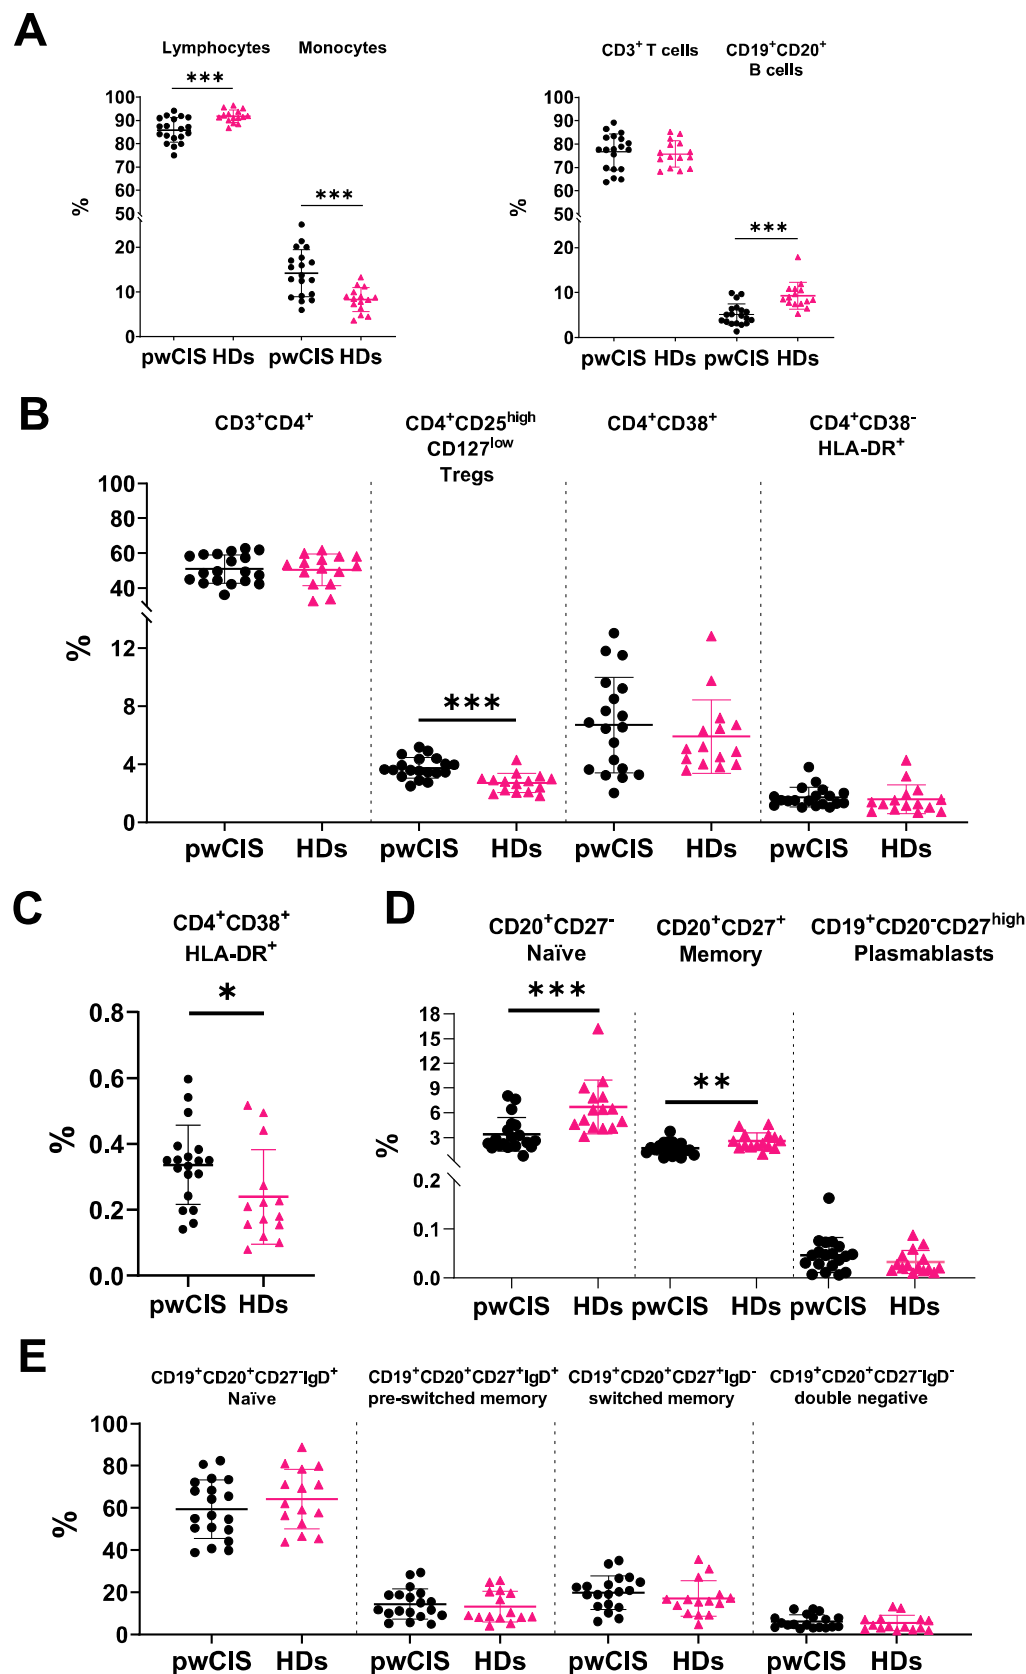 A
Lymphocytes Monocytes
*** ***
100
90
80
70
60
50
20
10
0
%
pwCIS HDs pwCIS HDs
CD3+ T cells CD19+CD20+
B cells
***
100
90
80
70
60
50
20
10
0
%
pwCIS HDs pwCIS HDs
B
CD3+CD4+ CD4+CD25high CD4+CD38+ CD4+CD38-
CD127low HLA-DR+
Tregs
***
100
80
60
40
12
8
4
0
%
pwCIS HDs pwCIS HDs pwCIS HDs pwCIS HDs
C
CD4+CD38+
HLA-DR+
*
0.8
0.6
0.4
0.2
0.0
%
pwCIS HDs
D
CD20+CD27- CD20+CD27+ CD19+CD20-CD27high
Naïve Memory Plasmablasts
*** **
18
15
12
9
6
3
0.2
0.1
0.0
%
pwCIS HDs pwCIS HDs pwCIS HDs
E
CD19+CD20+CD27-IgD+ CD19+CD20+CD27+IgD+ CD19+CD20+CD27+IgD- CD19+CD20+CD27-IgD-
Naïve pre-switched memory switched memory double negative
100
80
60
40
20
0
%
pwCIS HDs pwCIS HDs pwCIS HDs pwCIS HDs